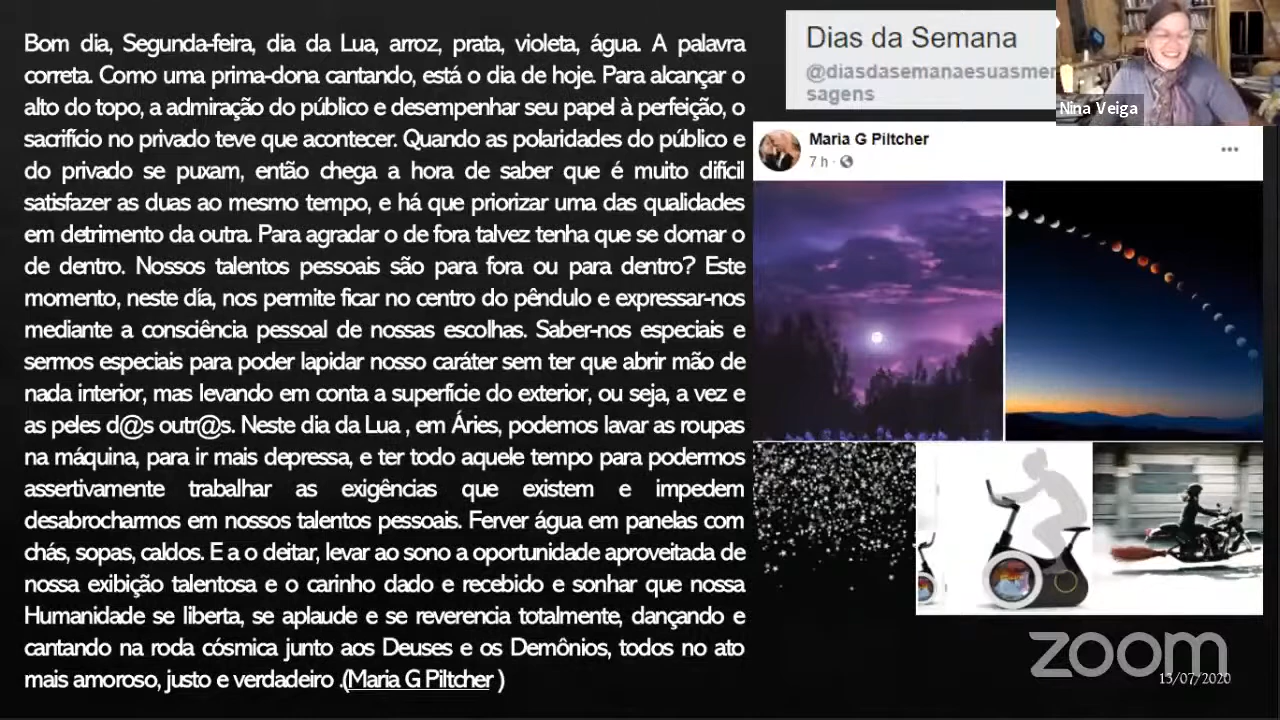 Bom dia, Segunda-feira, dia da Lua, arroz, prata, violeta, água. A palavra
correta. Como uma prima-dona cantando, está o dia de hoje. Para alcançar o
alto do topo, a admiração do público e desempenhar seu papel à perfeição, o
sacrifício no privado teve que acontecer. Quando as polaridades do público e
do privado se puxam, então chega a hora de saber que é muito difícil
satisfazer as duas ao mesmo tempo, e há que priorizar uma das qualidades
em detrimento da outra. Para agradar o de fora talvez tenha que se domar o
de dentro. Nossos talentos pessoais são para fora ou para dentro? Este
momento, neste día, nos permite ficar no centro do pêndulo e expressar-nos
mediante a consciência pessoal de nossas escolhas. Saber-nos especiais e
sermos especiais para poder lapidar nosso caráter sem ter que abrir mão de
nada interior, mas levando em conta a superfície do exterior, ou seja, a vez e
as peles d@s outr@s. Neste dia da Lua , em Áries, podemos lavar as roupas
na máquina, para ir mais depressa, e ter todo aquele tempo para podermos
assertivamente trabalhar as exigências que existem e impedem
desabrocharmos em nossos talentos pessoais. Ferver água em panelas com
chás, sopas, caldos. E a o deitar, levar ao sono a oportunidade aproveitada de
nossa exibição talentosa e o carinho dado e recebido e sonhar que nossa
Humanidade se liberta, se aplaude e se reverencia totalmente, dançando e
cantando na roda cósmica junto aos Deuses e os Demônios, todos no ato
mais amoroso, justo e verdadeiro .(Maria G Piltcher )
Dias da Semana
@diasdasemanaesuasmen
sagens
Nina Veiga
Maria G Piltcher
7 h ·
zoom
13/07/2020